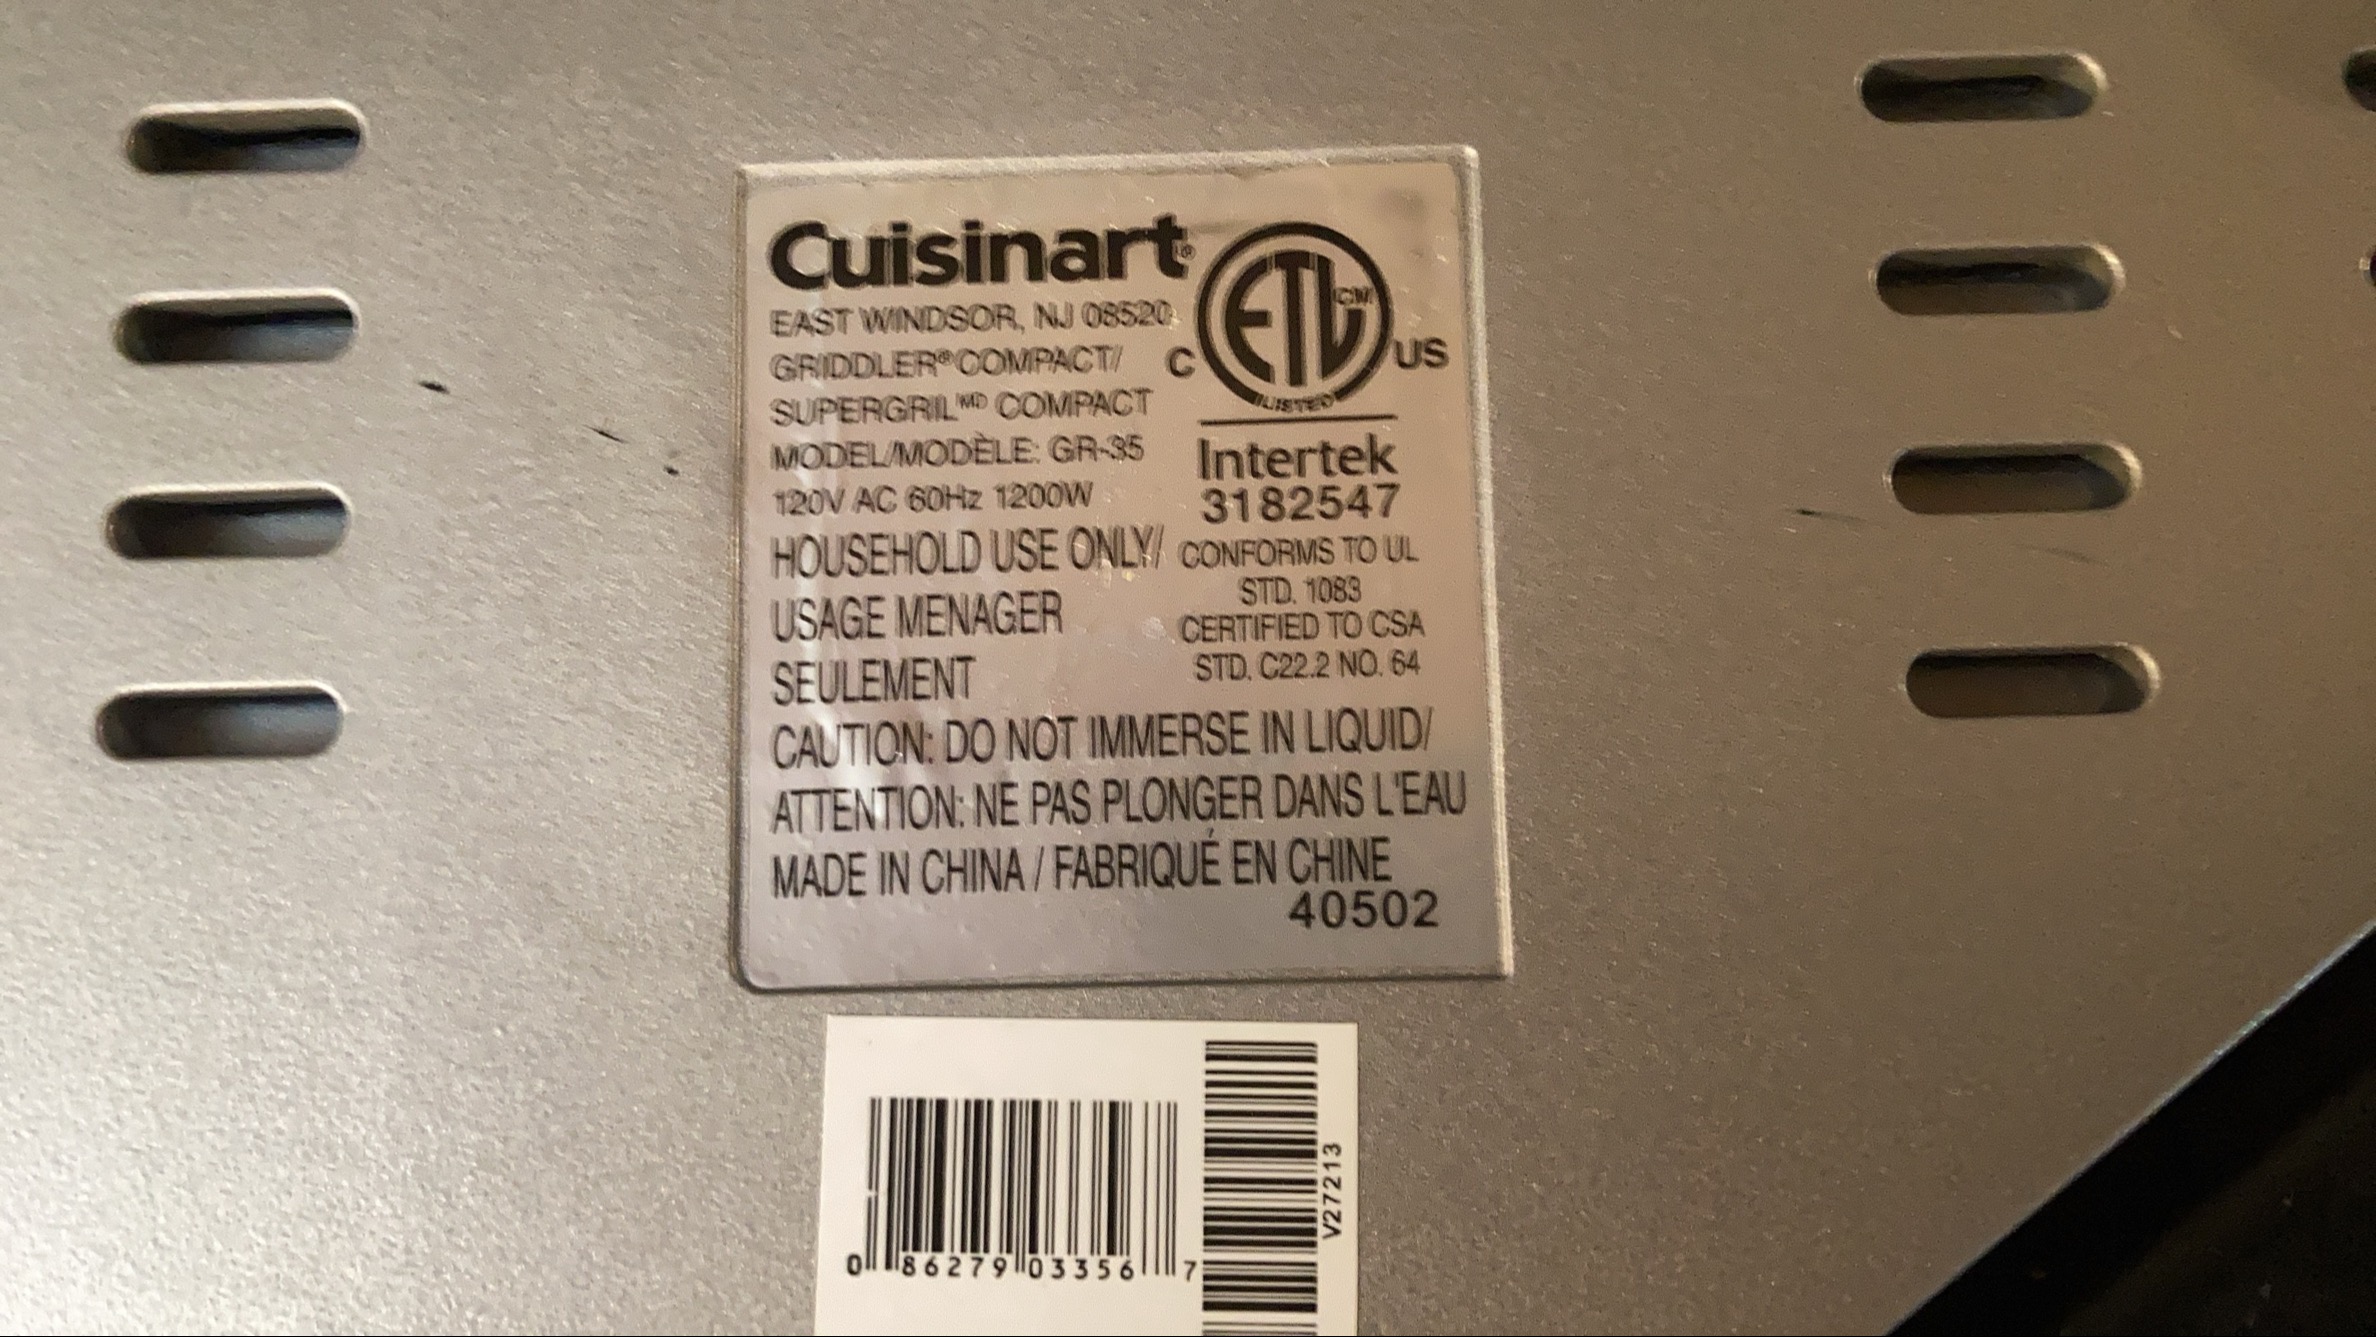 Cuisinart®
EAST WINDSOR, NJ 08520
GRIDDLER® COMPACT/
SUPERGRIL MD COMPACT
MODEL/MODÈLE: GR-35
120V AC 60Hz 1200W
HOUSEHOLD USE ONLY/
USAGE MENAGER
SEULEMENT
C ETL CM US
LISTED
Intertek
3182547
CONFORMS TO UL
STD. 1083
CERTIFIED TO CSA
STD. C22.2 NO. 64
CAUTION: DO NOT IMMERSE IN LIQUID/
ATTENTION: NE PAS PLONGER DANS L'EAU
MADE IN CHINA / FABRIQUÉ EN CHINE
40502
0 86279 03356 7
V27213